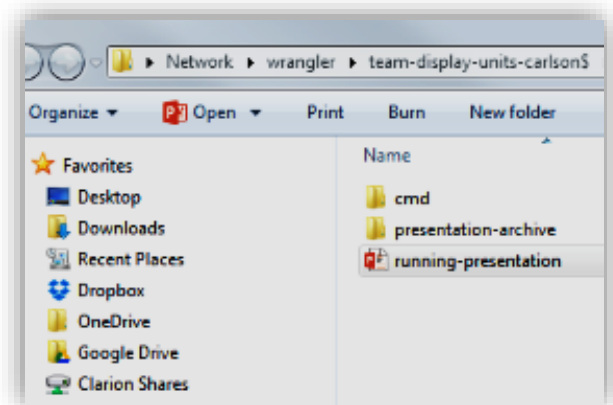 Network ▸ wrangler ▸ team-display-units-carlson$
Organize ▾ Open ▾ Print Burn New folder
Favorites
Desktop
Downloads
Recent Places
Dropbox
OneDrive
Google Drive
Clarion Shares
Name
cmd
presentation-archive
running-presentation